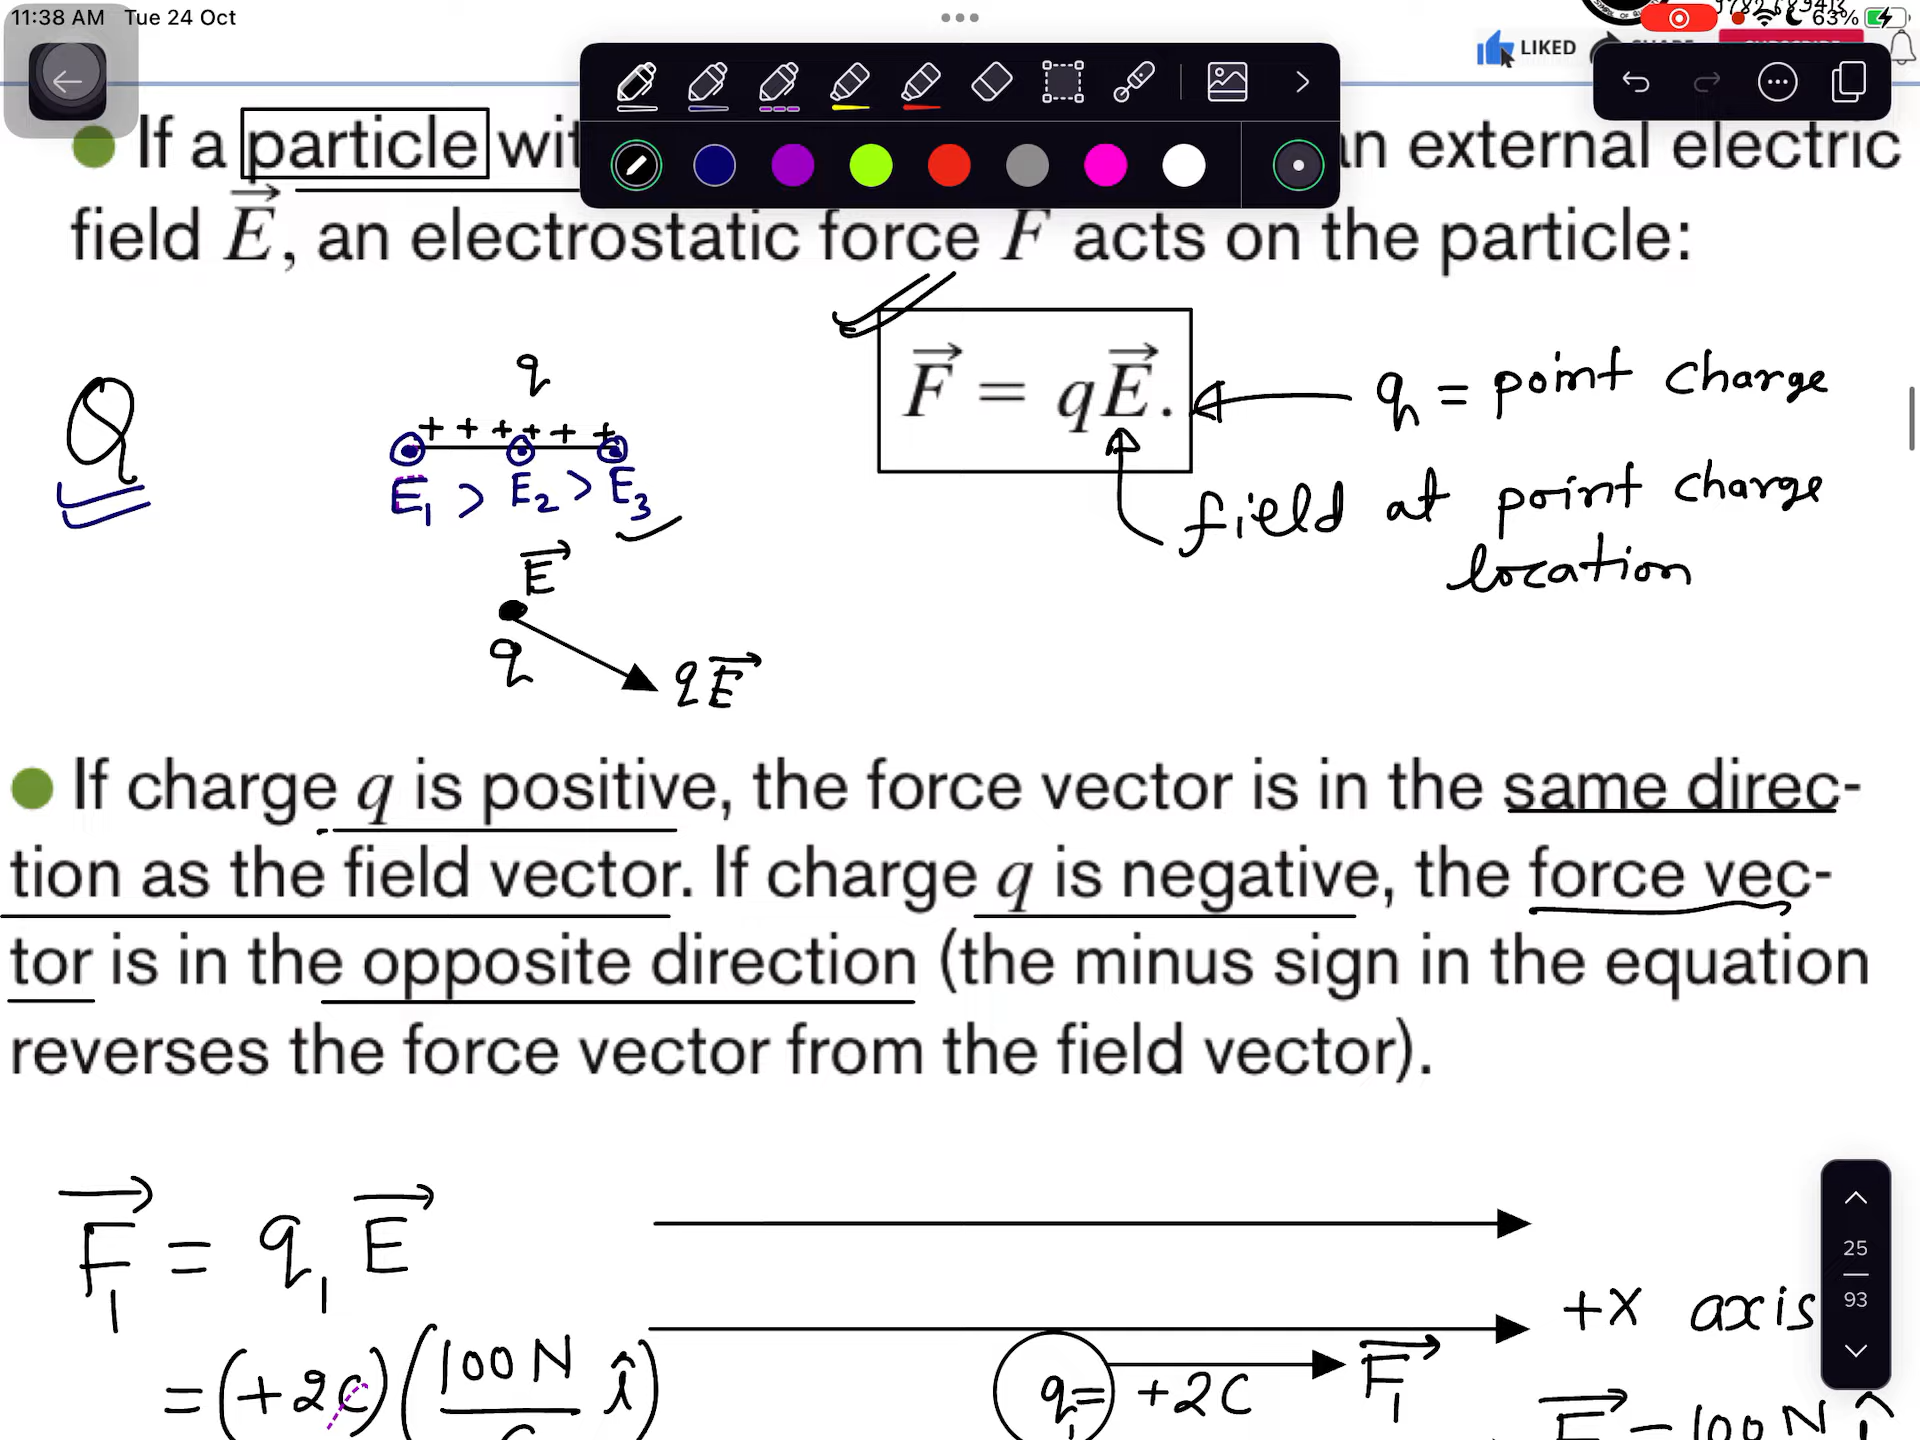 11:38 AM Tue 24 Oct
63%
LIKED
If a particle wit
an external electric
field E, an electrostatic force F acts on the particle:
F = qE.
q = point charge
field at point charge
location
Q
q
+ + + + + +
E1 > E2 > E3
E
q
qE
If charge q is positive, the force vector is in the same direc-
tion as the field vector. If charge q is negative, the force vec-
tor is in the opposite direction (the minus sign in the equation
reverses the force vector from the field vector).
F1 = q1 E
= (+2C) (100 N î)
+X axis
q1 = +2C
F1
25
93